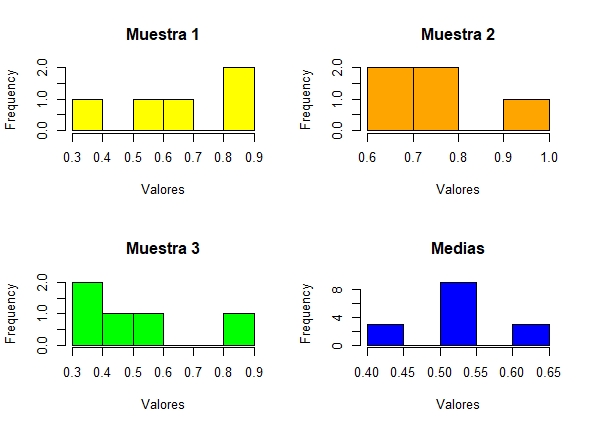 Muestra 1
Frequency
2.0
1.0
0.0
0.3 0.4 0.5 0.6 0.7 0.8 0.9
Valores
Muestra 2
Frequency
2.0
1.0
0.0
0.6 0.7 0.8 0.9 1.0
Valores
Muestra 3
Frequency
2.0
1.0
0.0
0.3 0.4 0.5 0.6 0.7 0.8 0.9
Valores
Medias
Frequency
8
4
0
0.40 0.45 0.50 0.55 0.60 0.65
Valores